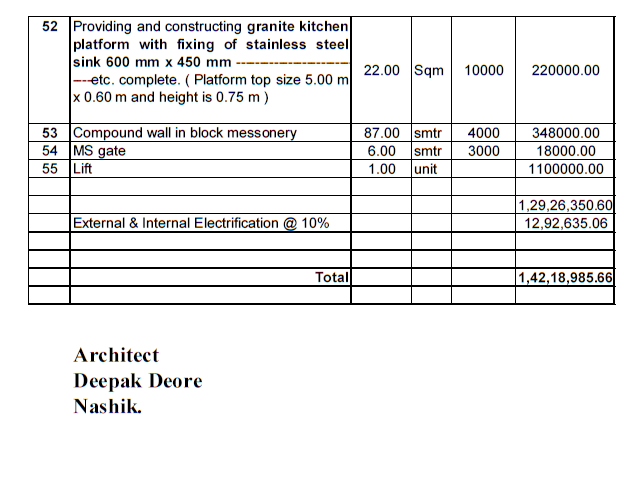 52 Providing and constructing granite kitchen
platform with fixing of stainless steel
sink 600 mm x 450 mm ------------------------
----etc. complete. ( Platform top size 5.00 m
x 0.60 m and height is 0.75 m ) 22.00 Sqm 10000 220000.00
53 Compound wall in block messonery 87.00 smtr 4000 348000.00
54 MS gate 6.00 smtr 3000 18000.00
55 Lift 1.00 unit 1100000.00
1,29,26,350.60
External & Internal Electrification @ 10% 12,92,635.06
Total 1,42,18,985.66
Architect
Deepak Deore
Nashik.